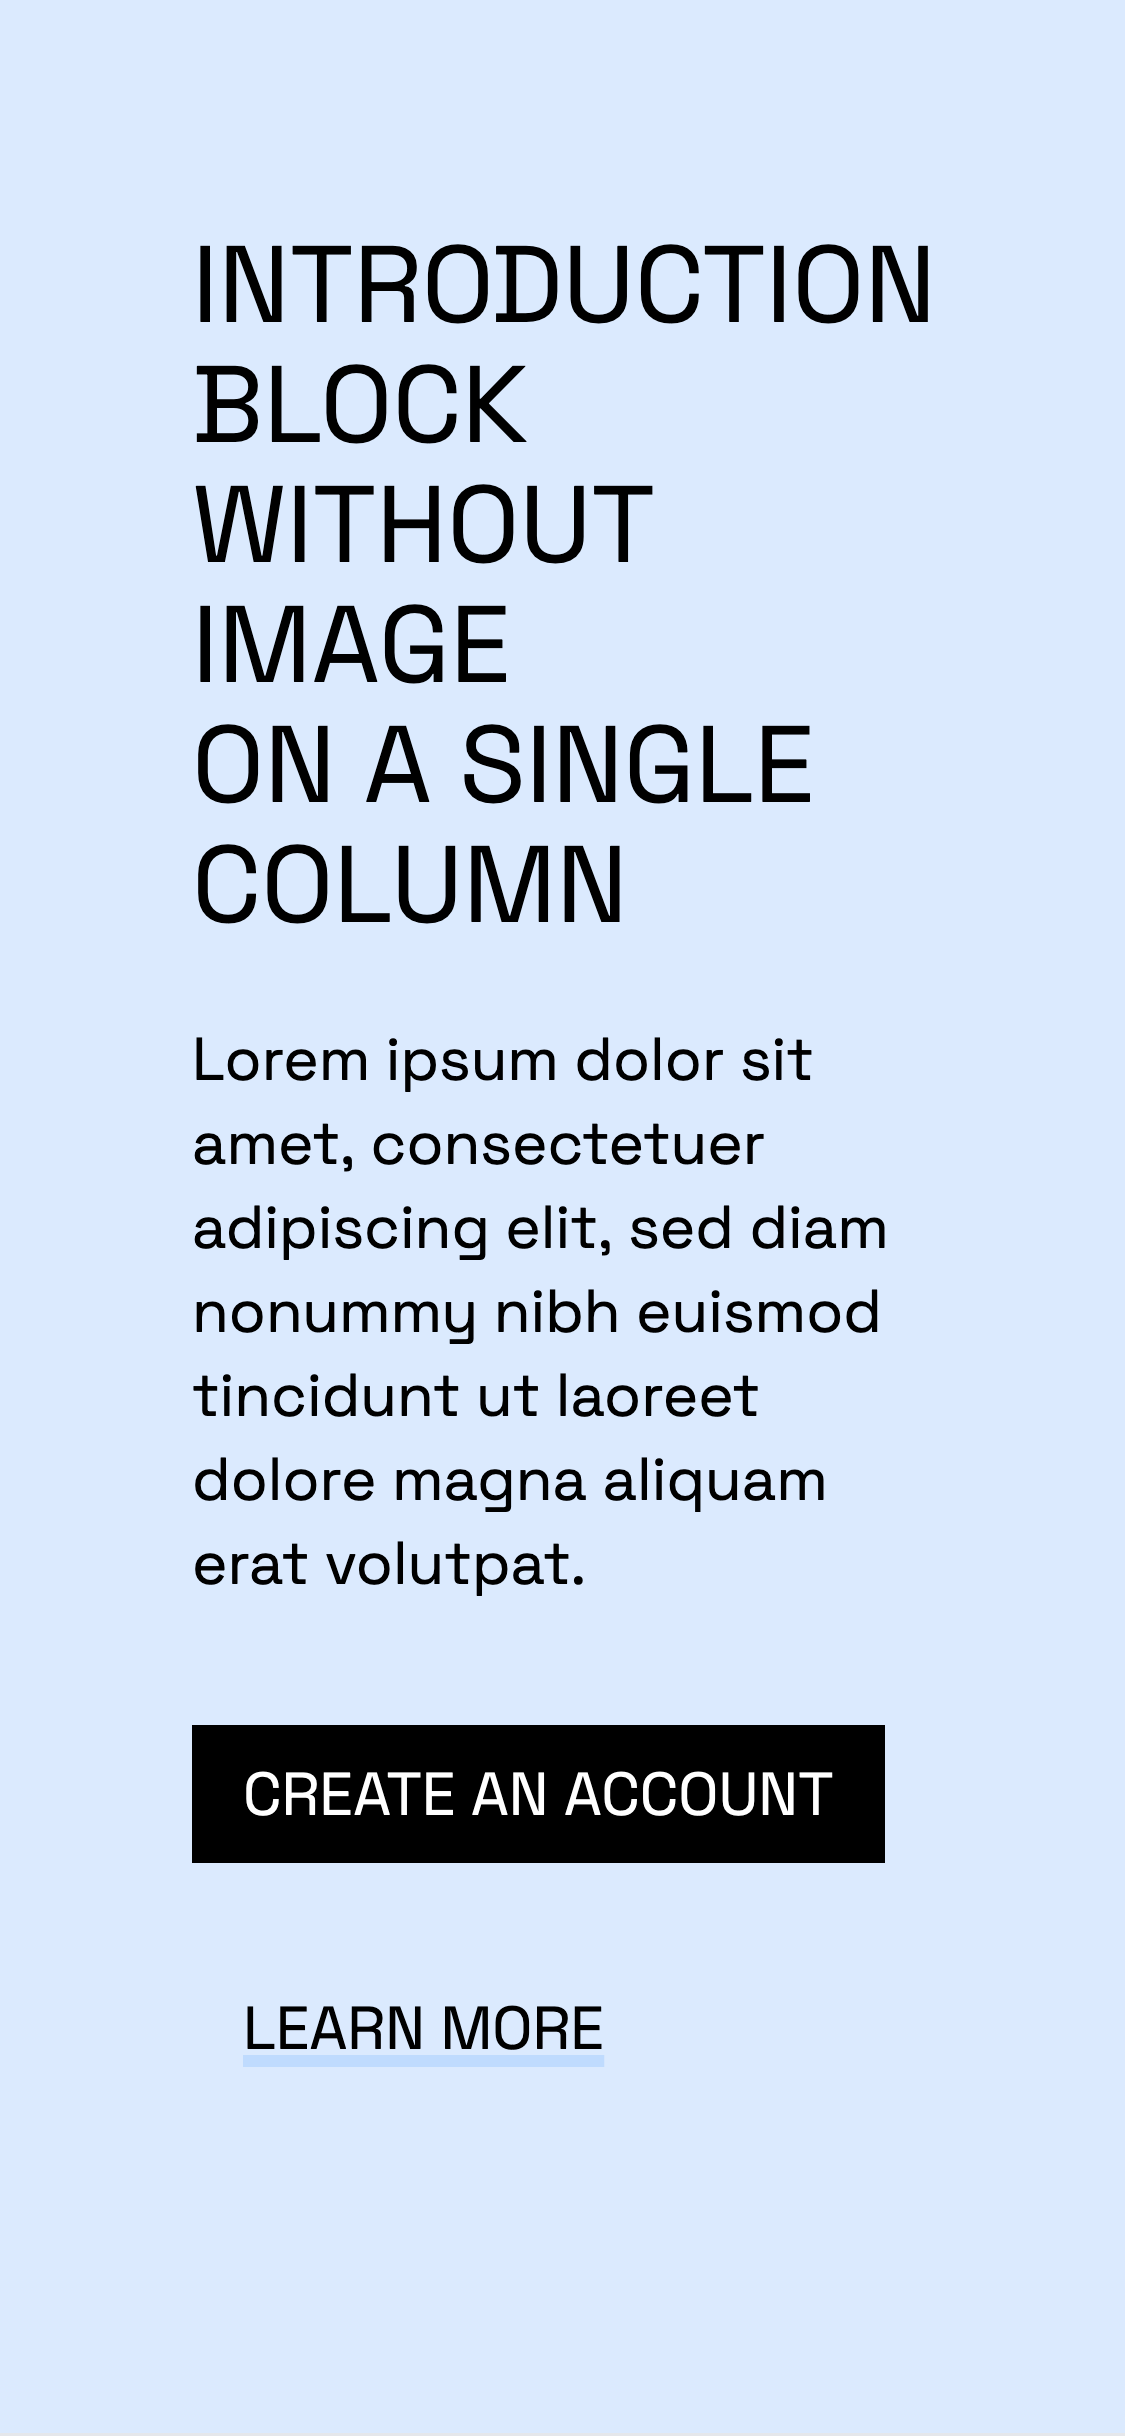 INTRODUCTION
BLOCK
WITHOUT
IMAGE
ON A SINGLE
COLUMN
Lorem ipsum dolor sit
amet, consectetuer
adipiscing elit, sed diam
nonummy nibh euismod
tincidunt ut laoreet
dolore magna aliquam
erat volutpat.
CREATE AN ACCOUNT
LEARN MORE